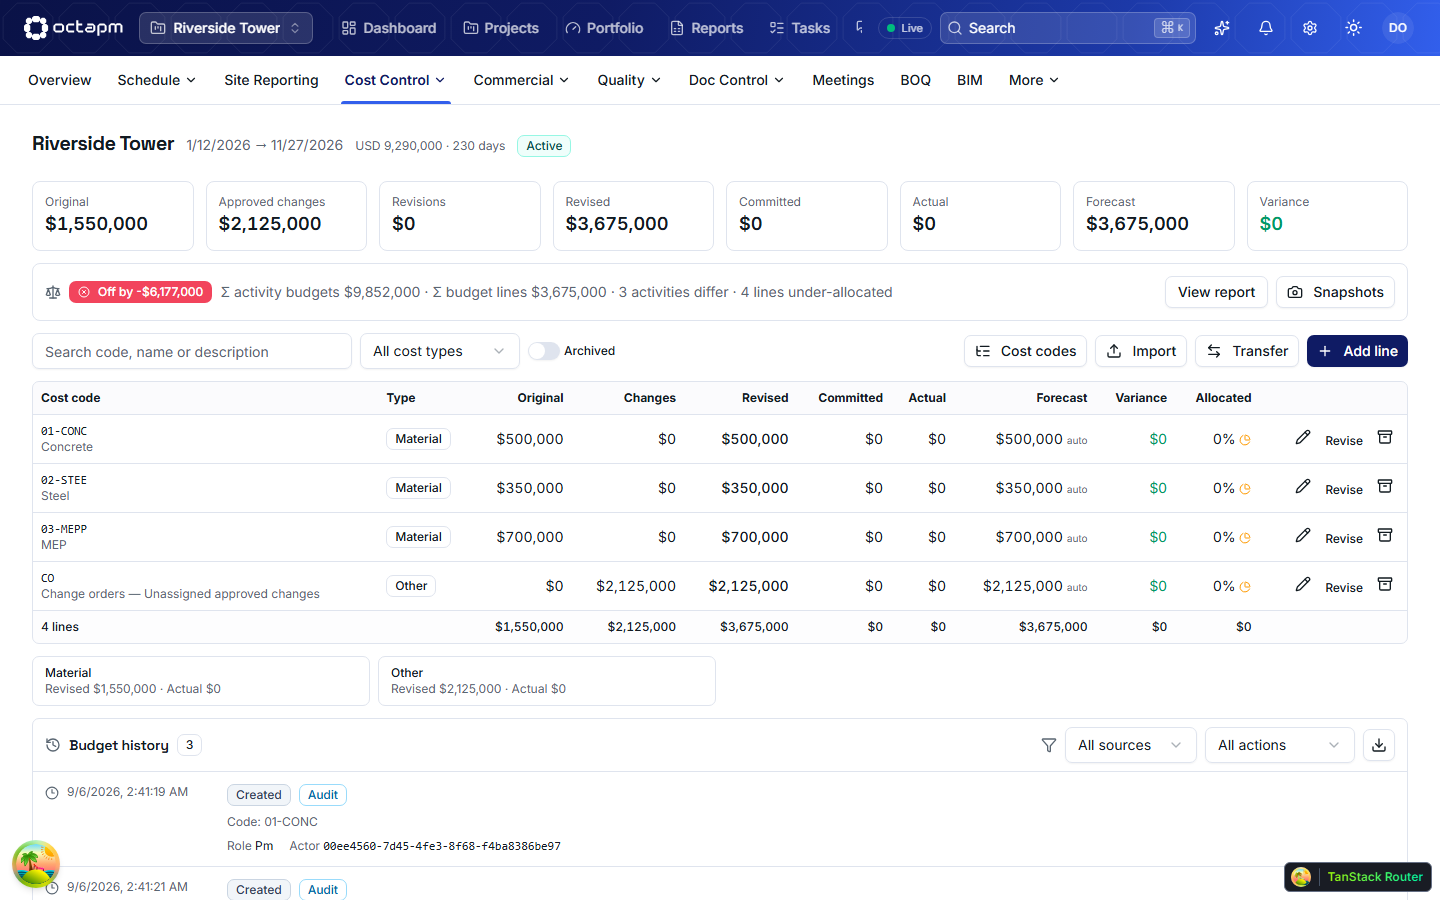 octapm
Riverside Tower
Dashboard
Projects
Portfolio
Reports
Tasks
Live
Search
⌘ K
DO
Overview
Schedule
Site Reporting
Cost Control
Commercial
Quality
Doc Control
Meetings
BOQ
BIM
More
Riverside Tower 1/12/2026 → 11/27/2026 USD 9,290,000 · 230 days Active
Original
$1,550,000
Approved changes
$2,125,000
Revisions
$0
Revised
$3,675,000
Committed
$0
Actual
$0
Forecast
$3,675,000
Variance
$0
Off by -$6,177,000 Σ activity budgets $9,852,000 · Σ budget lines $3,675,000 · 3 activities differ · 4 lines under-allocated
View report
Snapshots
Search code, name or description
All cost types
Archived
Cost codes
Import
Transfer
Add line
Cost code Type Original Changes Revised Committed Actual Forecast Variance Allocated
01-CONC
Concrete
Material $500,000 $0 $500,000 $0 $0 $500,000 auto $0 0% Revise
02-STEE
Steel
Material $350,000 $0 $350,000 $0 $0 $350,000 auto $0 0% Revise
03-MEPP
MEP
Material $700,000 $0 $700,000 $0 $0 $700,000 auto $0 0% Revise
CO
Change orders — Unassigned approved changes
Other $0 $2,125,000 $2,125,000 $0 $0 $2,125,000 auto $0 0% Revise
4 lines $1,550,000 $2,125,000 $3,675,000 $0 $0 $3,675,000 $0 $0
Material
Revised $1,550,000 · Actual $0
Other
Revised $2,125,000 · Actual $0
Budget history 3
All sources
All actions
9/6/2026, 2:41:19 AM Created Audit
Code: 01-CONC
Role Pm Actor 00ee4560-7d45-4fe3-8f68-f4ba8386be97
9/6/2026, 2:41:21 AM Created Audit
TanStack Router